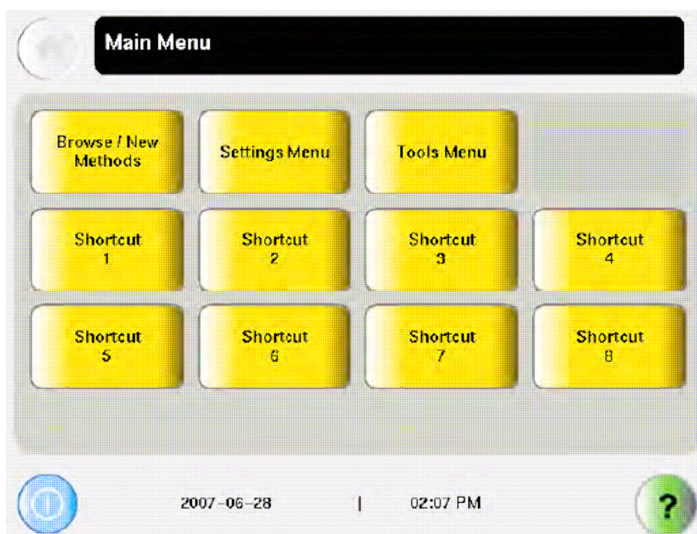 Main Menu
Browse / New
Methods
Settings Menu
Tools Menu
Shortcut
1
Shortcut
2
Shortcut
3
Shortcut
4
Shortcut
5
Shortcut
6
Shortcut
7
Shortcut
8
2007-06-28 | 02:07 PM
?